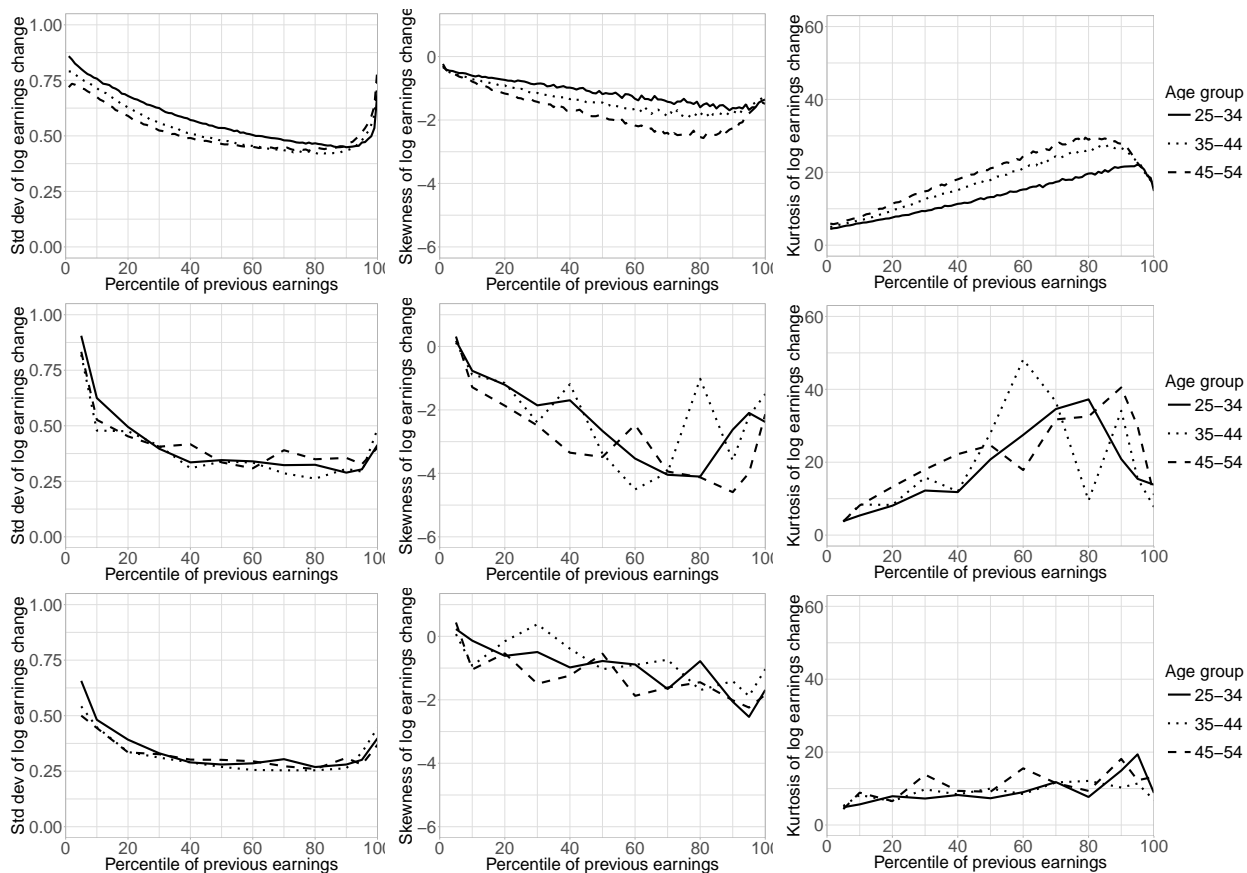 Std dev of log earnings change
1.00
0.75
0.50
0.25
0.00
0 20 40 60 80 100
Percentile of previous earnings
Skewness of log earnings change
0
−2
−4
−6
0 20 40 60 80 100
Percentile of previous earnings
Kurtosis of log earnings change
60
40
20
0
0 20 40 60 80 100
Percentile of previous earnings
Age group
25−34
35−44
45−54
Std dev of log earnings change
1.00
0.75
0.50
0.25
0.00
0 20 40 60 80 100
Percentile of previous earnings
Skewness of log earnings change
0
−2
−4
−6
0 20 40 60 80 100
Percentile of previous earnings
Kurtosis of log earnings change
60
40
20
0
0 20 40 60 80 100
Percentile of previous earnings
Age group
25−34
35−44
45−54
Std dev of log earnings change
1.00
0.75
0.50
0.25
0.00
0 20 40 60 80 100
Percentile of previous earnings
Skewness of log earnings change
0
−2
−4
−6
0 20 40 60 80 100
Percentile of previous earnings
Kurtosis of log earnings change
60
40
20
0
0 20 40 60 80 100
Percentile of previous earnings
Age group
25−34
35−44
45−54